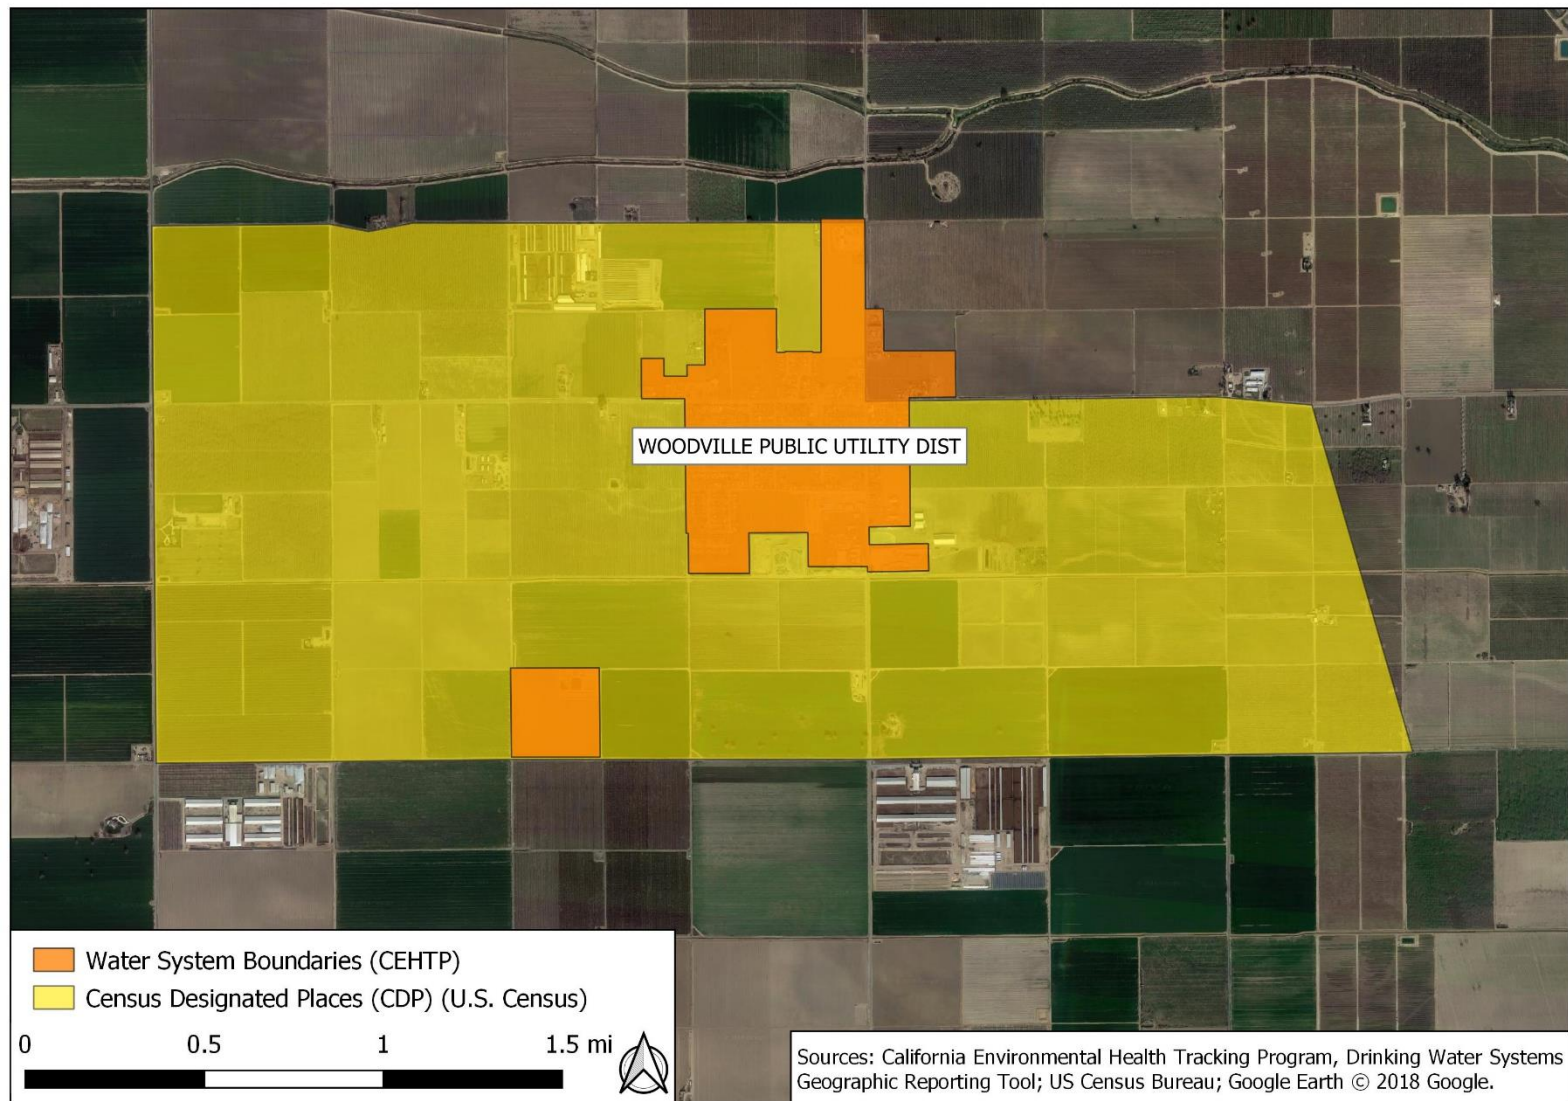 WOODVILLE PUBLIC UTILITY DIST
Water System Boundaries (CEHTP)
Census Designated Places (CDP) (U.S. Census)
0 0.5 1 1.5 mi
Sources: California Environmental Health Tracking Program, Drinking Water Systems
Geographic Reporting Tool; US Census Bureau; Google Earth © 2018 Google.